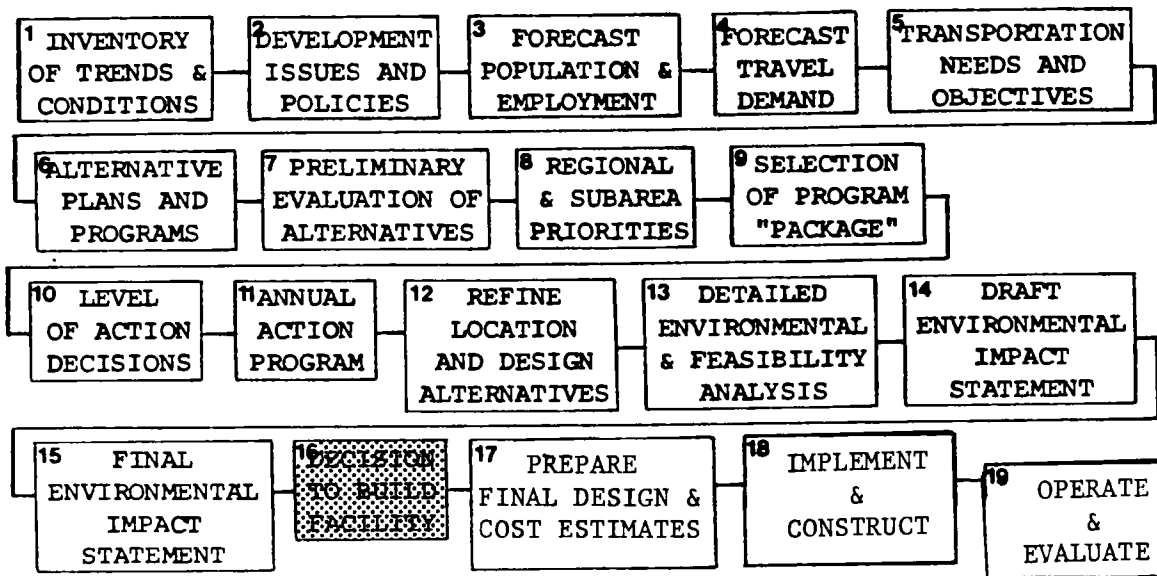 1 INVENTORY
OF TRENDS &
CONDITIONS
2 DEVELOPMENT
ISSUES AND
POLICIES
3 FORECAST
POPULATION &
EMPLOYMENT
4 FORECAST
TRAVEL
DEMAND
5 TRANSPORTATION
NEEDS AND
OBJECTIVES
6 ALTERNATIVE
PLANS AND
PROGRAMS
7 PRELIMINARY
EVALUATION OF
ALTERNATIVES
8 REGIONAL
& SUBAREA
PRIORITIES
9 SELECTION
OF PROGRAM
"PACKAGE"
10 LEVEL
OF ACTION
DECISIONS
11 ANNUAL
ACTION
PROGRAM
12 REFINE
LOCATION
AND DESIGN
ALTERNATIVES
13 DETAILED
ENVIRONMENTAL
& FEASIBILITY
ANALYSIS
14 DRAFT
ENVIRONMENTAL
IMPACT
STATEMENT
15 FINAL
ENVIRONMENTAL
IMPACT
STATEMENT
16 DECISION
TO BUILD
FACILITY
17 PREPARE
FINAL DESIGN &
COST ESTIMATES
18 IMPLEMENT
&
CONSTRUCT
19 OPERATE
&
EVALUATE